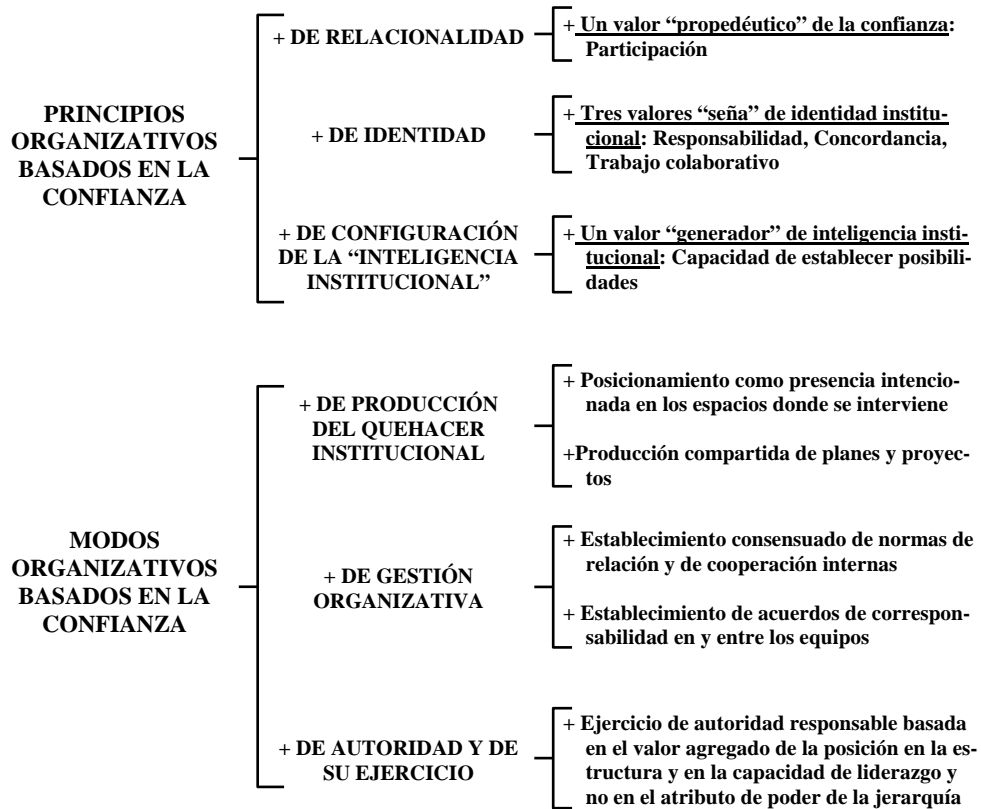 PRINCIPIOS
ORGANIZATIVOS
BASADOS EN LA
CONFIANZA
+ DE RELACIONALIDAD
+ Un valor “propedéutico” de la confianza:
Participación
+ DE IDENTIDAD
+ Tres valores “seña” de identidad institu-
cional: Responsabilidad, Concordancia,
Trabajo colaborativo
+ DE CONFIGURACIÓN
DE LA “INTELIGENCIA
INSTITUCIONAL”
+ Un valor “generador” de inteligencia insti-
tucional: Capacidad de establecer posibili-
dades
MODOS
ORGANIZATIVOS
BASADOS EN LA
CONFIANZA
+ DE PRODUCCIÓN
DEL QUEHACER
INSTITUCIONAL
+ Posicionamiento como presencia intencio-
nada en los espacios donde se interviene
+Producción compartida de planes y proyec-
tos
+ DE GESTIÓN
ORGANIZATIVA
+ Establecimiento consensuado de normas de
relación y de cooperación internas
+ Establecimiento de acuerdos de correspon-
sabilidad en y entre los equipos
+ DE AUTORIDAD Y DE
SU EJERCICIO
+ Ejercicio de autoridad responsable basada
en el valor agregado de la posición en la es-
tructura y en la capacidad de liderazgo y
no en el atributo de poder de la jerarquía